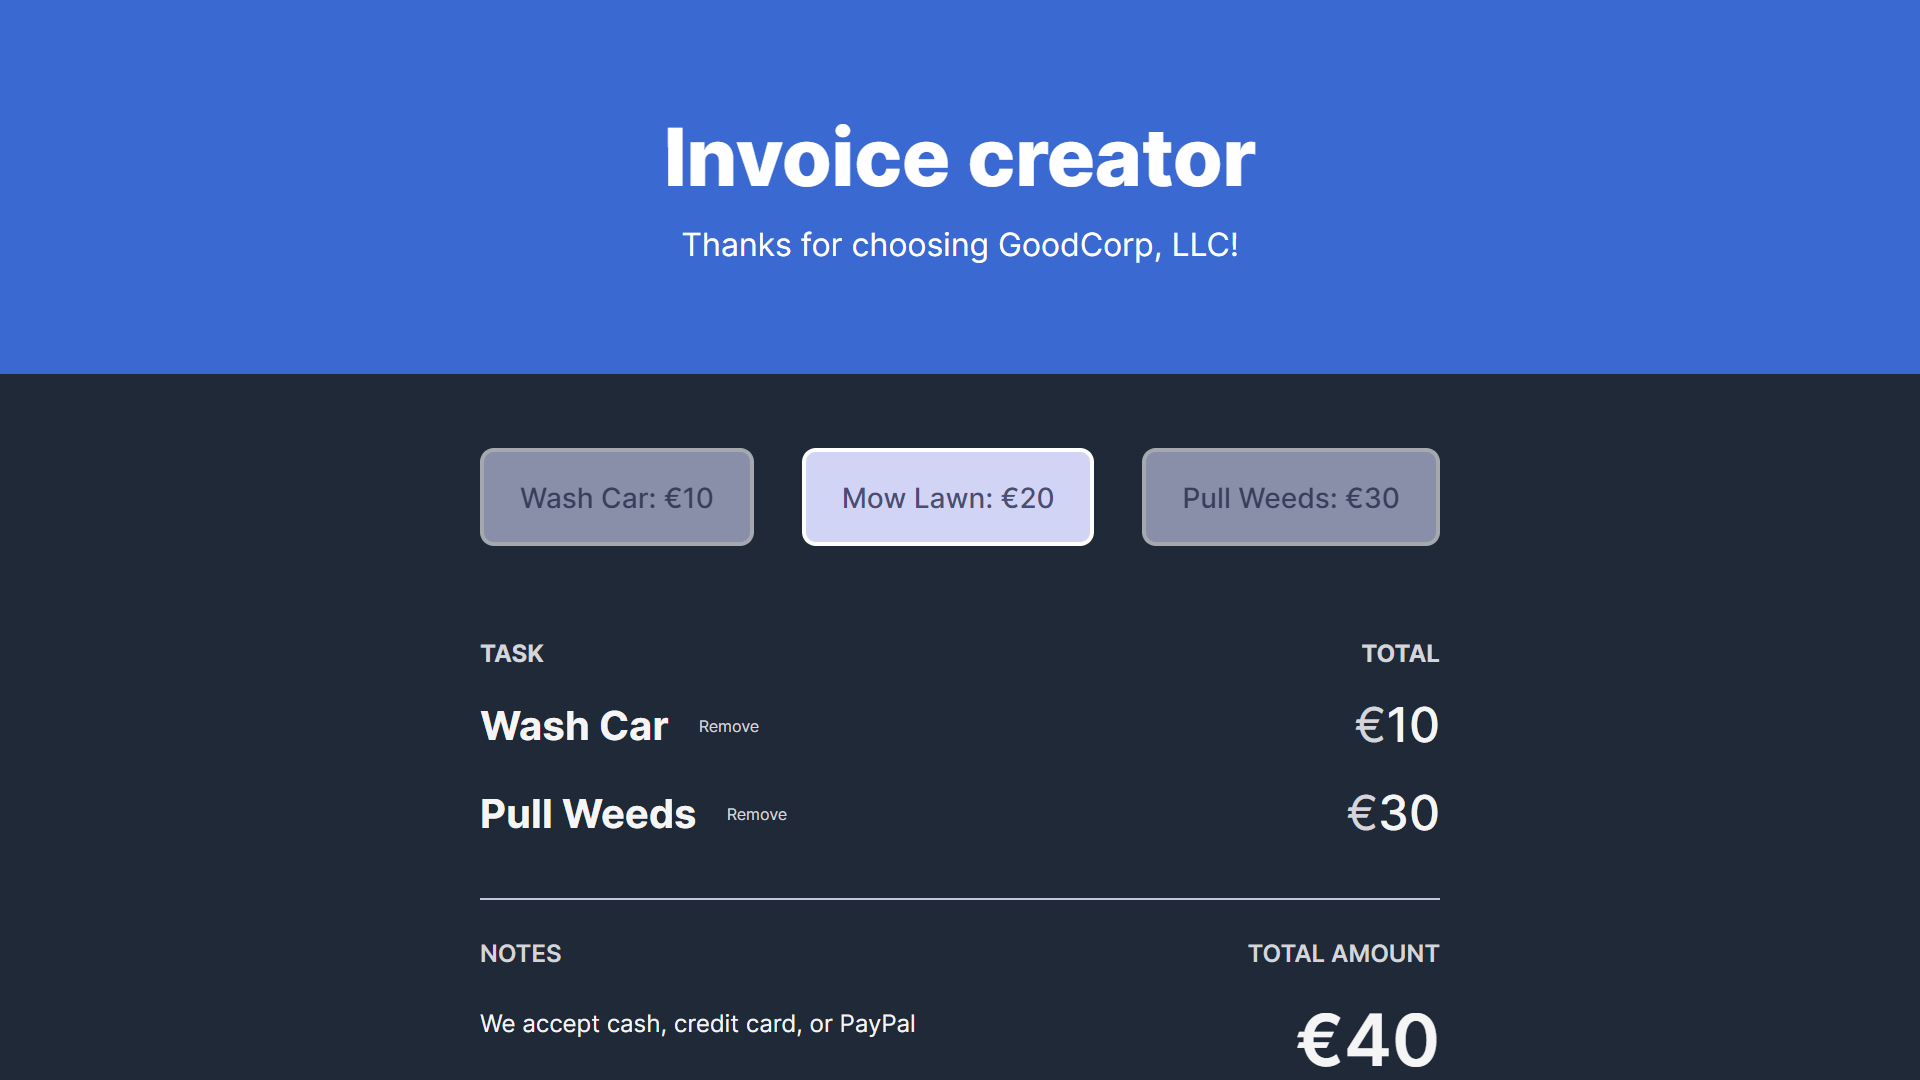 Invoice creator
Thanks for choosing GoodCorp, LLC!
Wash Car: €10
Mow Lawn: €20
Pull Weeds: €30
TASK
TOTAL
Wash Car
Remove
€10
Pull Weeds
Remove
€30
NOTES
TOTAL AMOUNT
We accept cash, credit card, or PayPal
€40